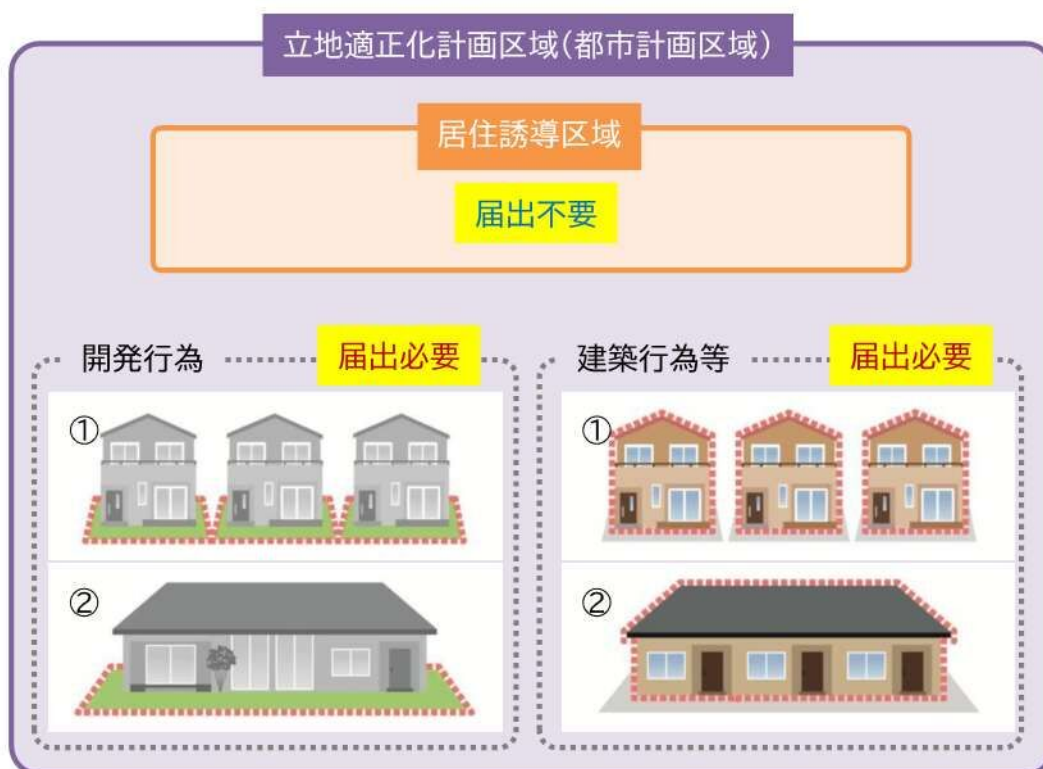 立地適正化計画区域(都市計画区域)
居住誘導区域
届出不要
開発行為
届出必要
①
②
建築行為等
届出必要
①
②